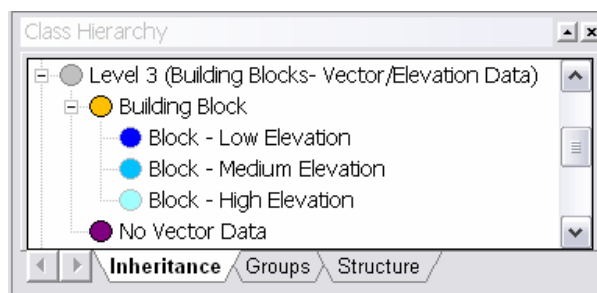 Class Hierarchy
Level 3 (Building Blocks- Vector/Elevation Data)
Building Block
Block - Low Elevation
Block - Medium Elevation
Block - High Elevation
No Vector Data
Inheritance Groups Structure